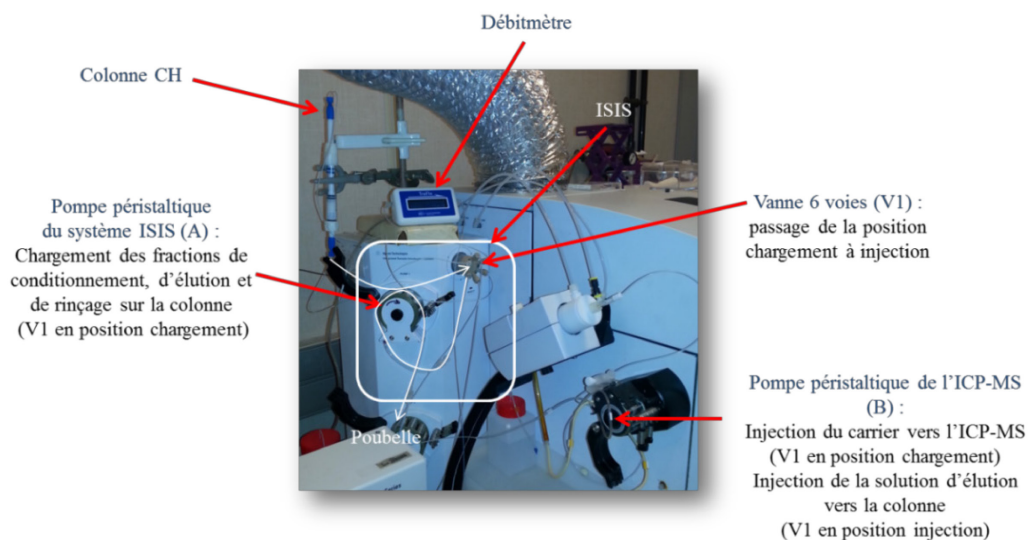 Débitmètre
Colonne CH
ISIS
Pompe péristaltique
du système ISIS (A) :
Chargement des fractions de
conditionnement, d'élution et
de rinçage sur la colonne
(V1 en position chargement)
Vanne 6 voies (V1) :
passage de la position
chargement à injection
Poubelle
Pompe péristaltique de l'ICP-MS
(B) :
Injection du carrier vers l'ICP-MS
(V1 en position chargement)
Injection de la solution d'élution
vers la colonne
(V1 en position injection)